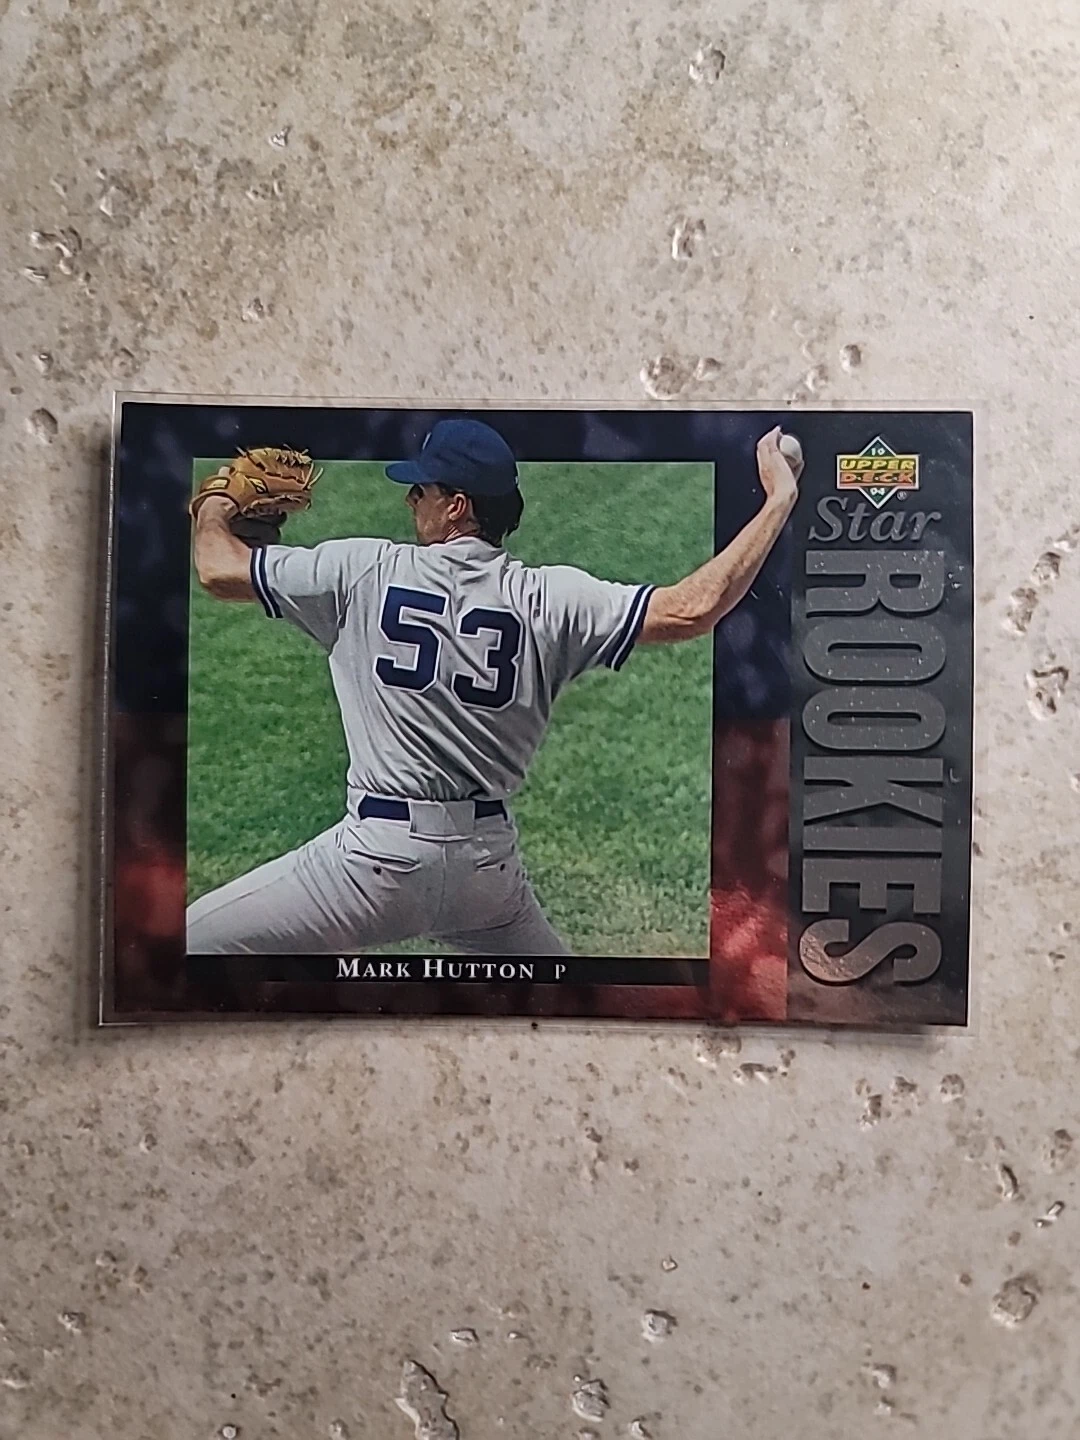 53
MARK HUTTON P
19
UPPER
DECK
94
®
Star
ROOKIES